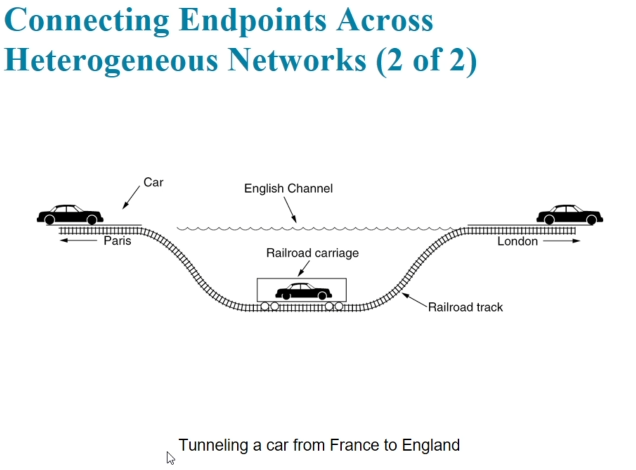 Connecting Endpoints Across
Heterogeneous Networks (2 of 2)
Car
English Channel
Paris
London
Railroad carriage
Railroad track
Tunneling a car from France to England